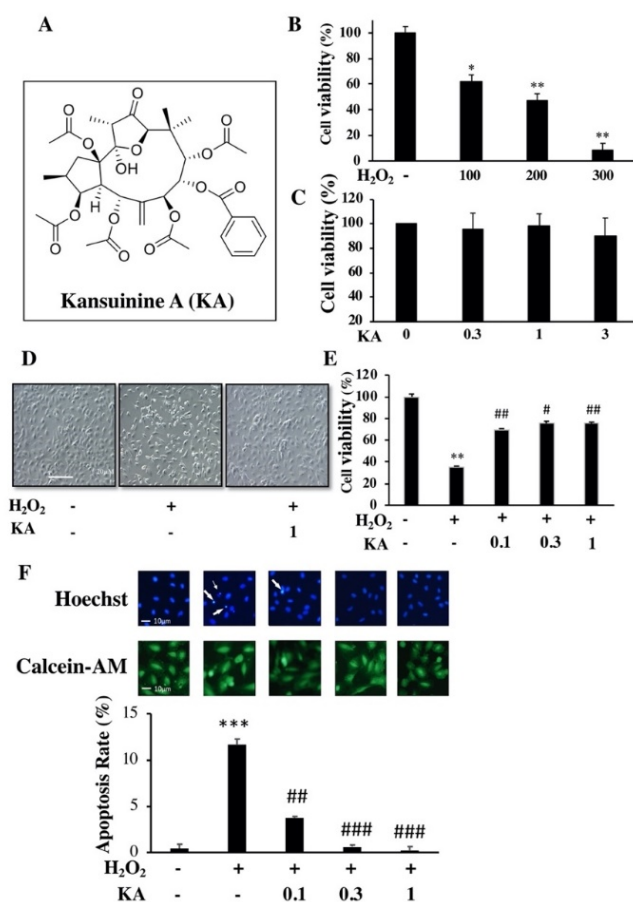 A
O
O
O
O
O
O
O
O
OH
O
O
H
O
O
O
O
O
O
Kansuinine A (KA)
B
Cell viability (%)
100
80
60
40
20
0
*
**
**
H₂O₂ - 100 200 300
C
Cell viability (%)
120
100
80
60
40
20
KA 0 0.3 1 3
D
H₂O₂ - + +
KA - - 1
E
Cell viability (%)
120
100
80
60
40
20
0
**
##
#
##
H₂O₂ - + + + +
KA - - 0.1 0.3 1
F
Hoechst
10μm
Calcein-AM
10μm
Apoptosis Rate (%)
15
10
5
0
***
##
###
###
H₂O₂ - + + + +
KA - - 0.1 0.3 1